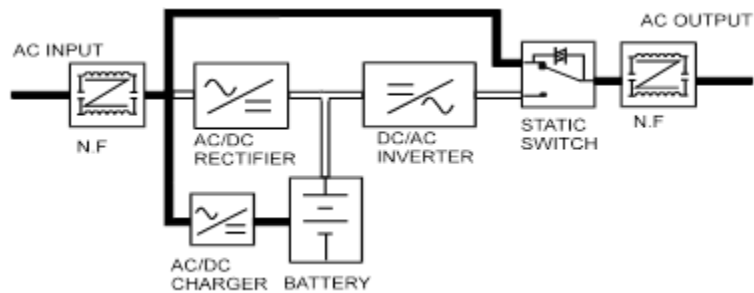 AC INPUT
N.F
AC/DC
RECTIFIER
DC/AC
INVERTER
STATIC
SWITCH
AC OUTPUT
N.F
AC/DC
CHARGER
BATTERY